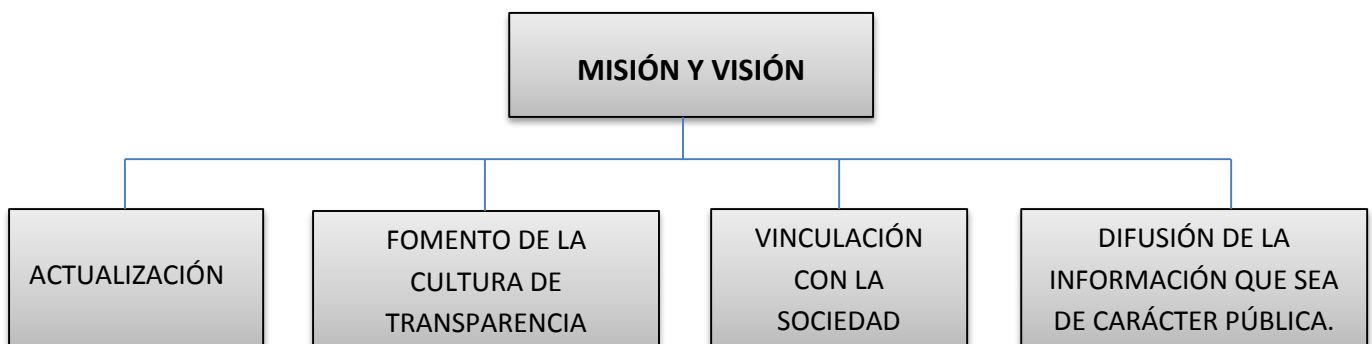 MISIÓN Y VISIÓN
ACTUALIZACIÓN
FOMENTO DE LA
CULTURA DE
TRANSPARENCIA
VINCULACIÓN
CON LA
SOCIEDAD
DIFUSIÓN DE LA
INFORMACIÓN QUE SEA
DE CARÁCTER PÚBLICA.